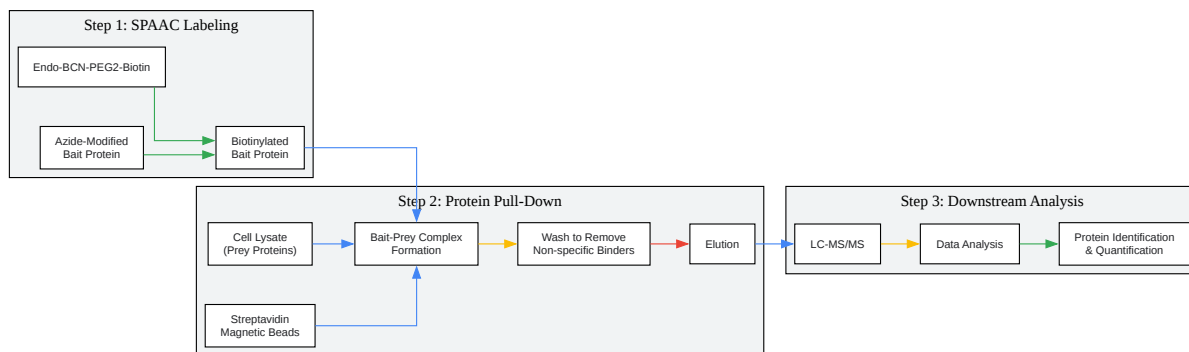 Step 1: SPAAC Labeling
Endo-BCN-PEG2-Biotin
Azide-Modified
Bait Protein
Biotinylated
Bait Protein
Step 2: Protein Pull-Down
Cell Lysate
(Prey Proteins)
Bait-Prey Complex
Formation
Wash to Remove
Non-specific Binders
Elution
Streptavidin
Magnetic Beads
Step 3: Downstream Analysis
LC-MS/MS
Data Analysis
Protein Identification
& Quantification